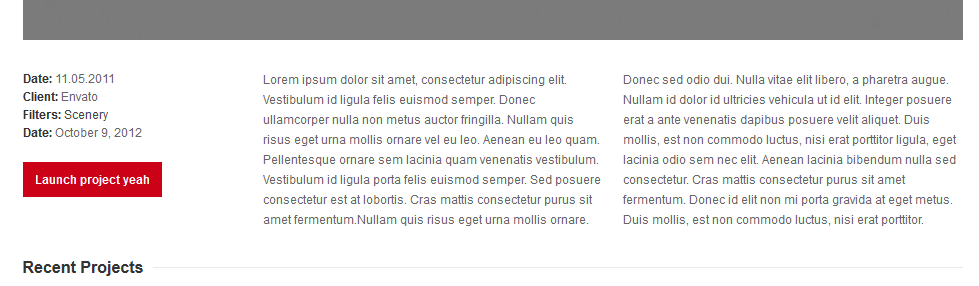 Date: 11.05.2011
Client: Envato
Filters: Scenery
Date: October 9, 2012
Launch project yeah
Lorem ipsum dolor sit amet, consectetur adipiscing elit.
Vestibulum id ligula felis euismod semper. Donec
ullamcorper nulla non metus auctor fringilla. Nullam quis
risus eget urna mollis ornare vel eu leo. Aenean eu leo quam.
Pellentesque ornare sem lacinia quam venenatis vestibulum.
Vestibulum id ligula porta felis euismod semper. Sed posuere
consectetur est at lobortis. Cras mattis consectetur purus sit
amet fermentum.Nullam quis risus eget urna mollis ornare.
Donec sed odio dui. Nulla vitae elit libero, a pharetra augue.
Nullam id dolor id ultricies vehicula ut id elit. Integer posuere
erat a ante venenatis dapibus posuere velit aliquet. Duis
mollis, est non commodo luctus, nisi erat porttitor ligula, eget
lacinia odio sem nec elit. Aenean lacinia bibendum nulla sed
consectetur. Cras mattis consectetur purus sit amet
fermentum. Donec id elit non mi porta gravida at eget metus.
Duis mollis, est non commodo luctus, nisi erat porttitor.
Recent Projects